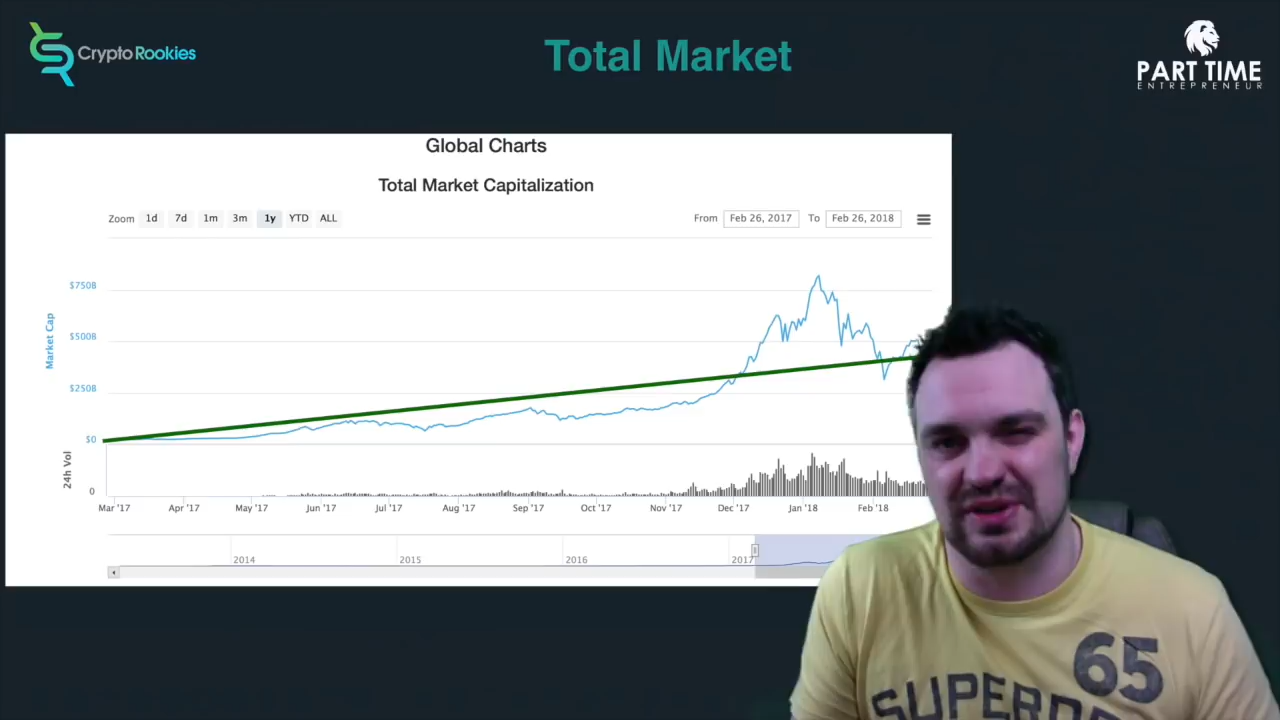 CryptoRookies
Total Market
PART TIME
ENTREPRENEUR
Global Charts
Total Market Capitalization
Zoom 1d 7d 1m 3m 1y YTD ALL
From Feb 26, 2017 To Feb 26, 2018
$750B
$500B
$250B
$0
Market Cap
24h Vol
0
Mar '17 Apr '17 May '17 Jun '17 Jul '17 Aug '17 Sep '17 Oct '17 Nov '17 Dec '17 Jan '18 Feb '18
2014 2015 2016 2017
65